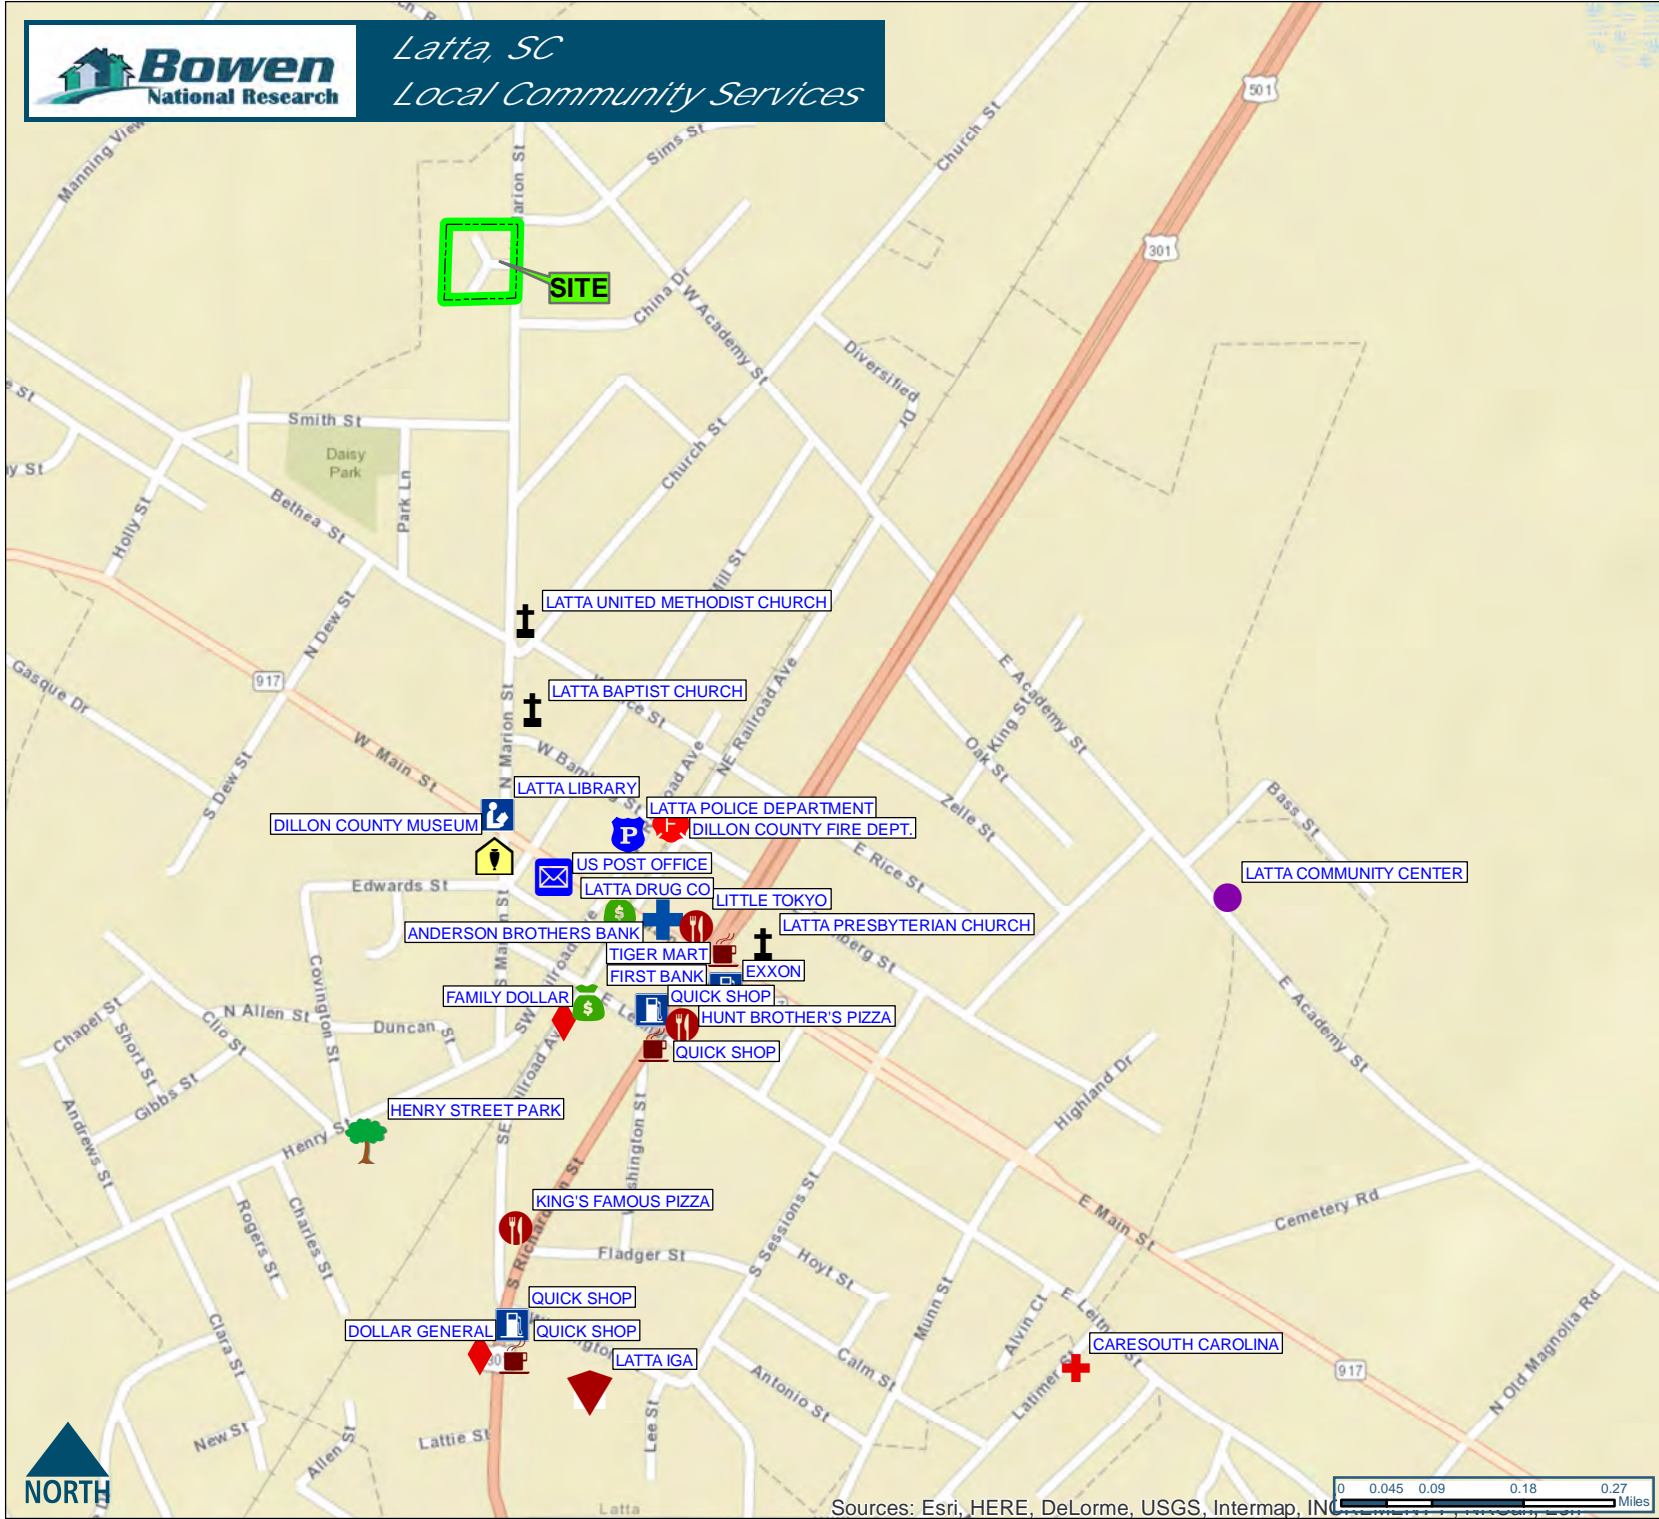 Bowen
National Research
Latta, SC
Local Community Services
Manning View
Sims St
Church St
501
301
SITE
China Dr
W Academy St
Diversified Dr
Smith St
Daisy
Park
Park Ln
Church St
Holly St
Bethea St
Mill St
N Dew St
LATTA UNITED METHODIST CHURCH
917
Gasque Dr
LATTA BAPTIST CHURCH
N Marion St
NE Railroad Ave
E Academy St
King St
Oak St
W Main St
S Dew St
LATTA LIBRARY
DILLON COUNTY MUSEUM
LATTA POLICE DEPARTMENT
P
F
DILLON COUNTY FIRE DEPT.
Zelle St
Bass St
E Rice St
US POST OFFICE
Edwards St
LATTA DRUG CO
LITTLE TOKYO
LATTA COMMUNITY CENTER
$
ANDERSON BROTHERS BANK
LATTA PRESBYTERIAN CHURCH
TIGER MART
FIRST BANK
EXXON
FAMILY DOLLAR
$
QUICK SHOP
HUNT BROTHER'S PIZZA
QUICK SHOP
Covington St
N Allen St
Clio St
Duncan St
Chapel St
Short St
Gibbs St
Andrews St
HENRY STREET PARK
Henry St
Highland Dr
E Academy St
KING'S FAMOUS PIZZA
Rogers St
Charles St
Fladger St
S Sessions St
Hoyt St
E Main St
Cemetery Rd
QUICK SHOP
DOLLAR GENERAL
QUICK SHOP
LATTA IGA
Clara St
Munn St
Alvin Ct
CARESOUTH CAROLINA
917
N Old Magnolia Rd
Calm St
Antonio St
New St
Allen St
Lattie St
Lee St
NORTH
Latta
Sources: Esri, HERE, DeLorme, USGS, Intermap,
0 0.045 0.09 0.18 0.27
Miles